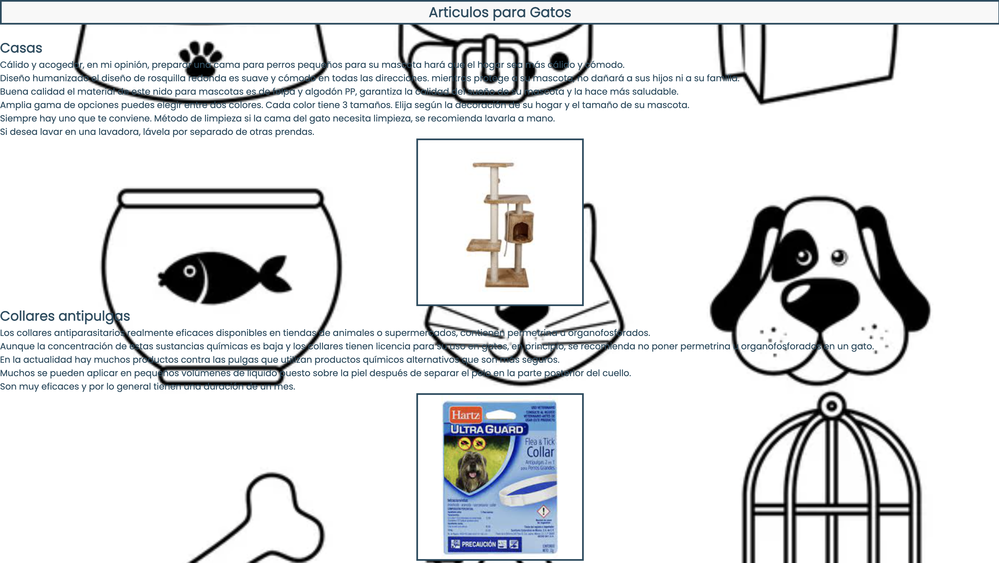 Articulos para Gatos
Casas
Cálido y acogedor, en mi opinión, preparar una cama para perros pequeños para su mascota hará que el hogar sea más cálido y cómodo.
Diseño humanizado el diseño de rosquilla redonda es suave y cómodo en todas las direcciones. mientras protege a su mascota, no dañará a sus hijos ni a su familia.
Buena calidad el material de este nido para mascotas es de felpa y algodón PP, garantiza la calidad del sueño de su mascota y la hace más saludable.
Amplia gama de opciones puedes elegir entre dos colores. Cada color tiene 3 tamaños. Elija según la decoración de su hogar y el tamaño de su mascota.
Siempre hay uno que te conviene. Método de limpieza si la cama del gato necesita limpieza, se recomienda lavarla a mano.
Si desea lavar en una lavadora, lávela por separado de otras prendas.
Collares antipulgas
Los collares antiparasitarios realmente eficaces disponibles en tiendas de animales o supermercados, contienen permetrina u organofosforados.
Aunque la concentración de estas sustancias químicas es baja y los collares tienen licencia para su uso en gatos, en principio, se recomienda no poner permetrina u organofosforados en un gato.
En la actualidad hay muchos productos contra las pulgas que utilizan productos químicos alternativos que son más seguros.
Muchos se pueden aplicar en pequeños volúmenes de líquido puesto sobre la piel después de separar el pelo en la parte posterior del cuello.
Son muy eficaces y por lo general tienen una duración de un mes.
Hartz
USO VETERINARIO
CONSULTE AL MÉDICO
VETERINARIO ANTES DE
USAR ESTE PRODUCTO
ULTRA GUARD
Flea & Tick
Collar
Antipulgas 2 en 1
para Perros Grandes
PRECAUCIÓN
CONTENIDO